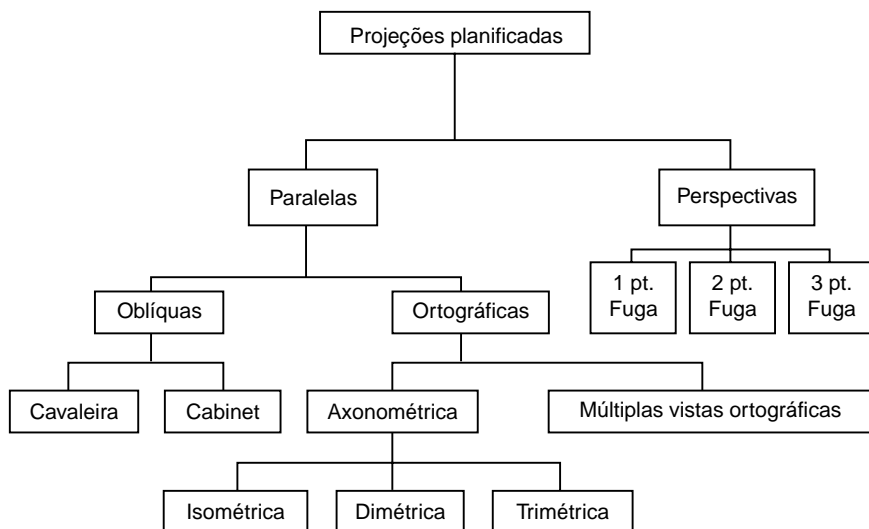 Projeções planificadas
Paralelas
Perspectivas
1 pt.
Fuga
2 pt.
Fuga
3 pt.
Fuga
Oblíquas
Ortográficas
Cavaleira
Cabinet
Axonométrica
Múltiplas vistas ortográficas
Isométrica
Dimétrica
Trimétrica